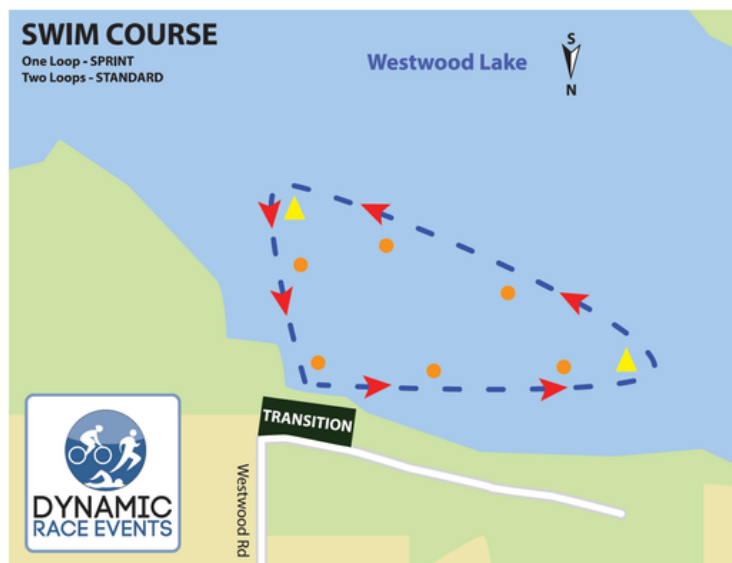 SWIM COURSE
One Loop - SPRINT
Two Loops - STANDARD
Westwood Lake
S
N
TRANSITION
Westwood Rd
DYNAMIC
RACE EVENTS